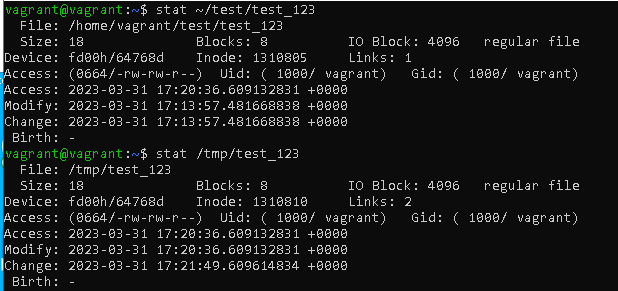 vagrant@vagrant:~$ stat ~/test/test_123
  File: /home/vagrant/test/test_123
  Size: 18              Blocks: 8          IO Block: 4096   regular file
Device: fd00h/64768d    Inode: 1310805     Links: 1
Access: (0664/-rw-rw-r--)  Uid: ( 1000/ vagrant)   Gid: ( 1000/ vagrant)
Access: 2023-03-31 17:20:36.609132831 +0000
Modify: 2023-03-31 17:13:57.481668838 +0000
Change: 2023-03-31 17:13:57.481668838 +0000
 Birth: -
vagrant@vagrant:~$ stat /tmp/test_123
  File: /tmp/test_123
  Size: 18              Blocks: 8          IO Block: 4096   regular file
Device: fd00h/64768d    Inode: 1310810     Links: 2
Access: (0664/-rw-rw-r--)  Uid: ( 1000/ vagrant)   Gid: ( 1000/ vagrant)
Access: 2023-03-31 17:20:36.609132831 +0000
Modify: 2023-03-31 17:20:36.609132831 +0000
Change: 2023-03-31 17:21:49.609614834 +0000
 Birth: -